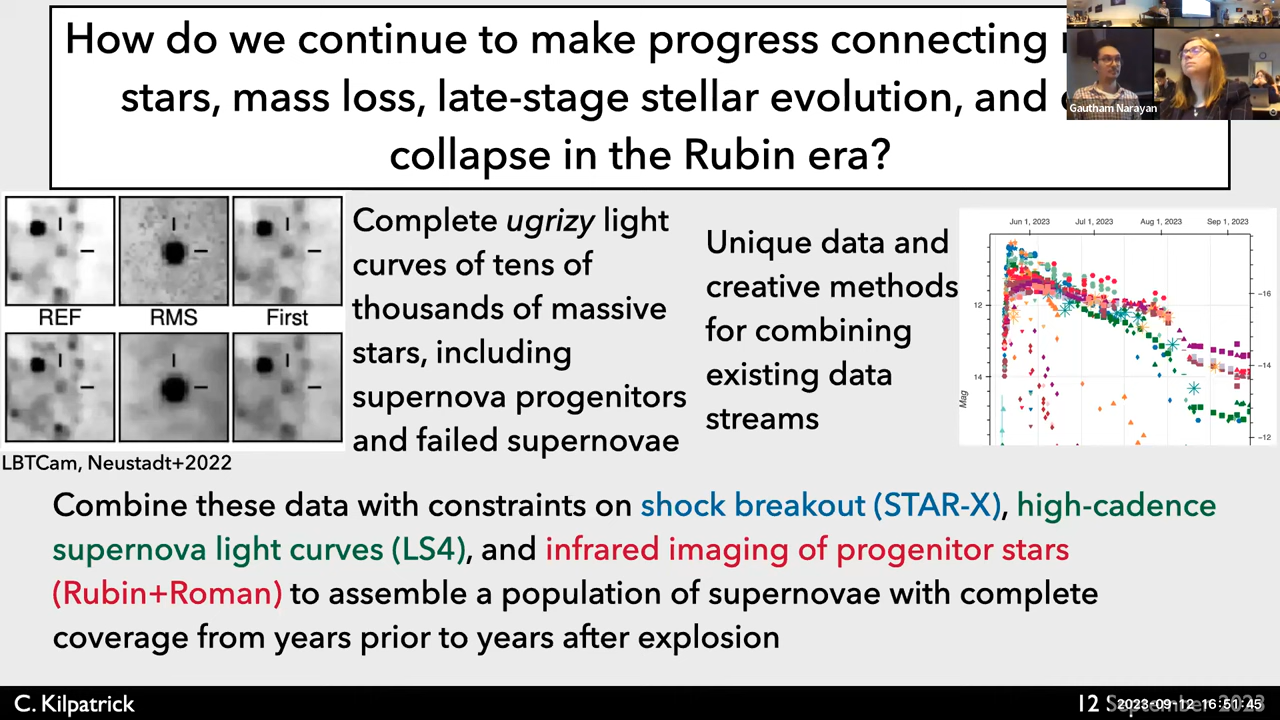 How do we continue to make progress connecting
stars, mass loss, late-stage stellar evolution, and
collapse in the Rubin era?
Gautham Narayan
REF RMS First
LBTCam, Neustadt+2022
Complete ugrizy light
curves of tens of
thousands of massive
stars, including
supernova progenitors
and failed supernovae
Unique data and
creative methods
for combining
existing data
streams
Jun 1, 2023 Jul 1, 2023 Aug 1, 2023 Sep 1, 2023
12
14
Mag
-16
-14
-12
Combine these data with constraints on shock breakout (STAR-X), high-cadence
supernova light curves (LS4), and infrared imaging of progenitor stars
(Rubin+Roman) to assemble a population of supernovae with complete
coverage from years prior to years after explosion
C. Kilpatrick
12 September 2023
2023-09-12 16:51:45